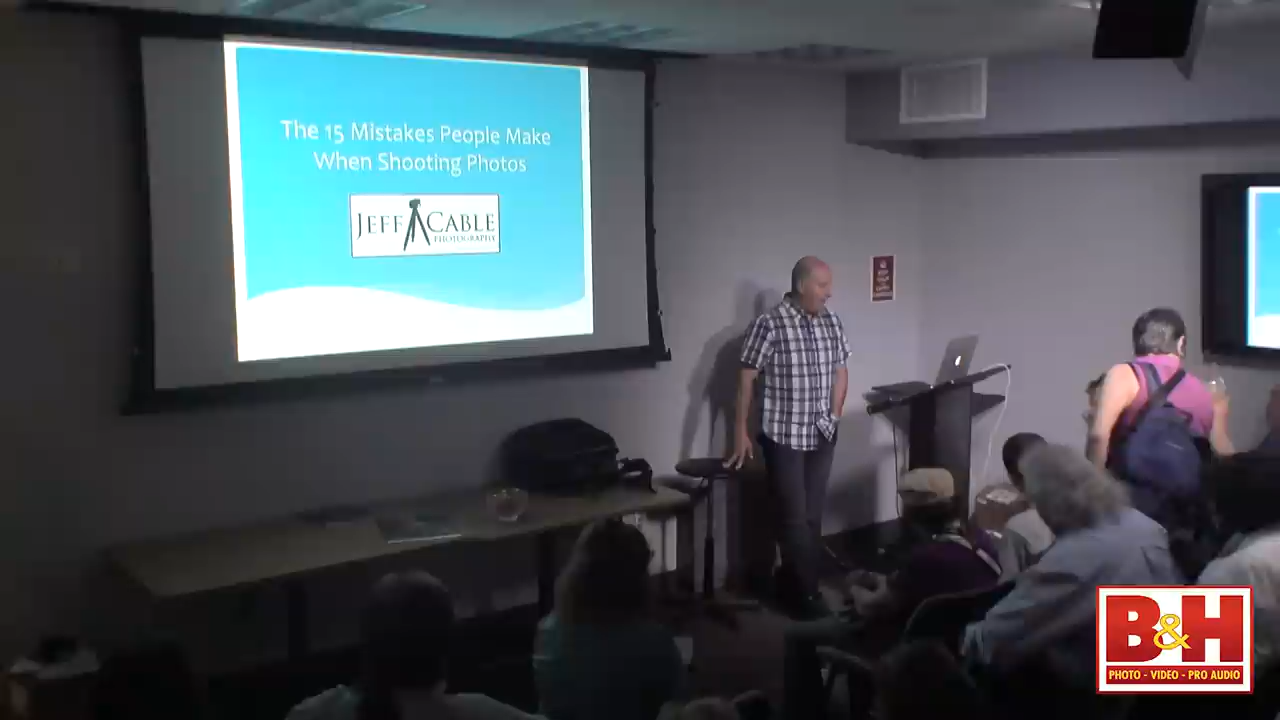 The 15 Mistakes People Make
When Shooting Photos
JEFF CABLE
PHOTOGRAPHY
B&H
PHOTO - VIDEO - PRO AUDIO